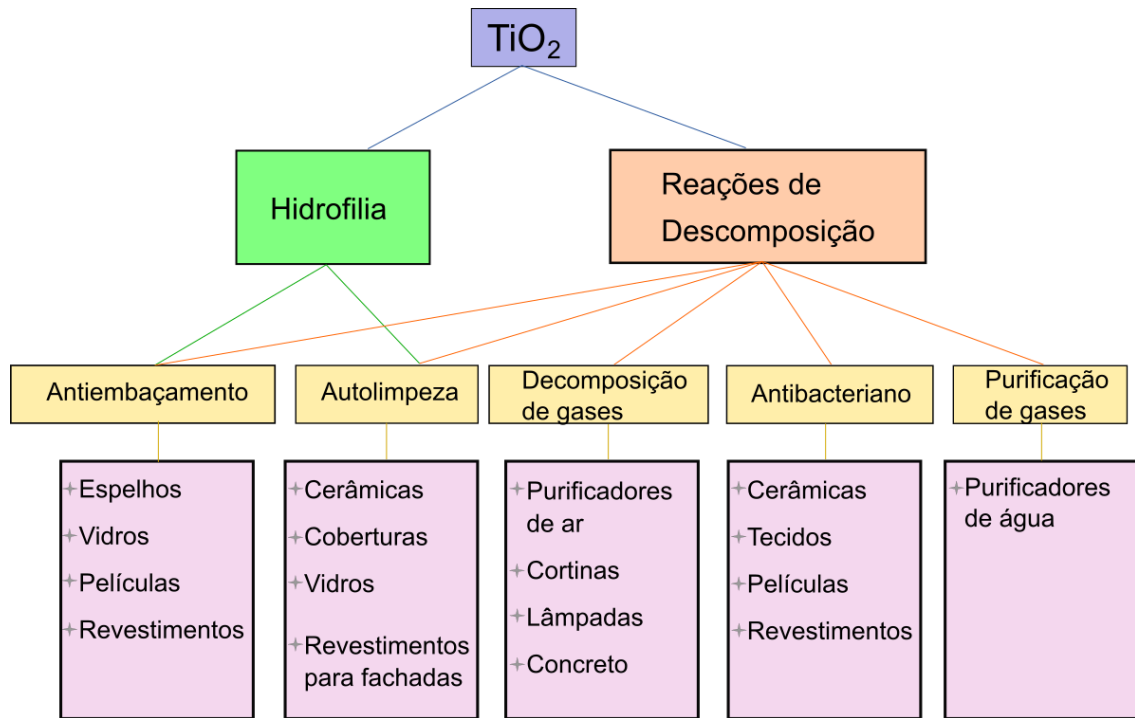 TiO₂
Hidrofilia
Reações de
Descomposição
Antiembaçamento
Autolimpeza
Decomposição
de gases
Antibacteriano
Purificação
de gases
Espelhos
Vidros
Películas
Revestimentos
Cerâmicas
Coberturas
Vidros
Revestimentos
para fachadas
Purificadores
de ar
Cortinas
Lâmpadas
Concreto
Cerâmicas
Tecidos
Películas
Revestimentos
Purificadores
de água